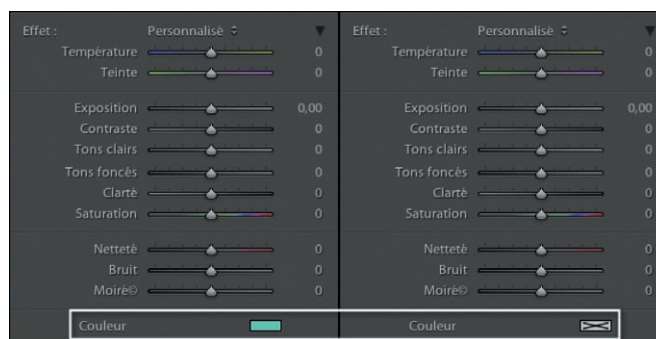 Effet : Personnalisé
Température 0
Teinte 0
Exposition 0,00
Contraste 0
Tons clairs 0
Tons foncés 0
Clarté 0
Saturation 0
Netteté 0
Bruit 0
Moiré© 0
Couleur
Effet : Personnalisé
Température 0
Teinte 0
Exposition 0,00
Contraste 0
Tons clairs 0
Tons foncés 0
Clarté 0
Saturation 0
Netteté 0
Bruit 0
Moiré© 0
Couleur